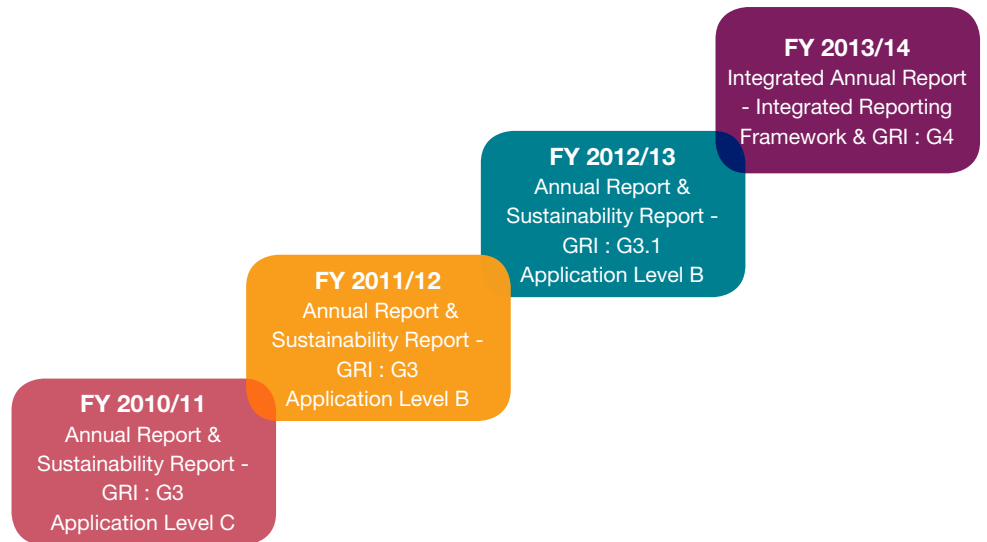 FY 2013/14
Integrated Annual Report
- Integrated Reporting
Framework & GRI : G4
FY 2012/13
Annual Report &
Sustainability Report -
GRI : G3.1
Application Level B
FY 2011/12
Annual Report &
Sustainability Report -
GRI : G3
Application Level B
FY 2010/11
Annual Report &
Sustainability Report -
GRI : G3
Application Level C